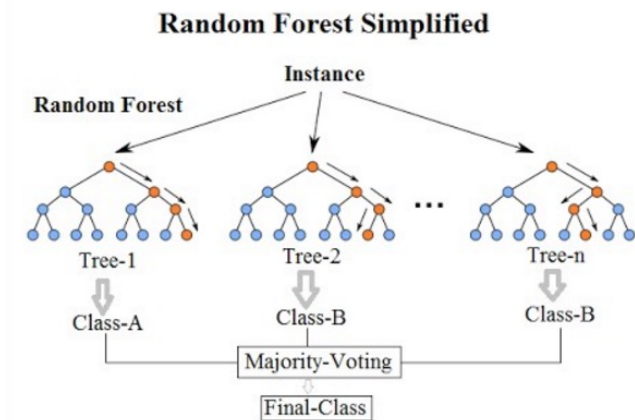 Random Forest Simplified
Instance
Random Forest
...
Tree-1
Tree-2
Tree-n
Class-A
Class-B
Class-B
Majority-Voting
Final-Class